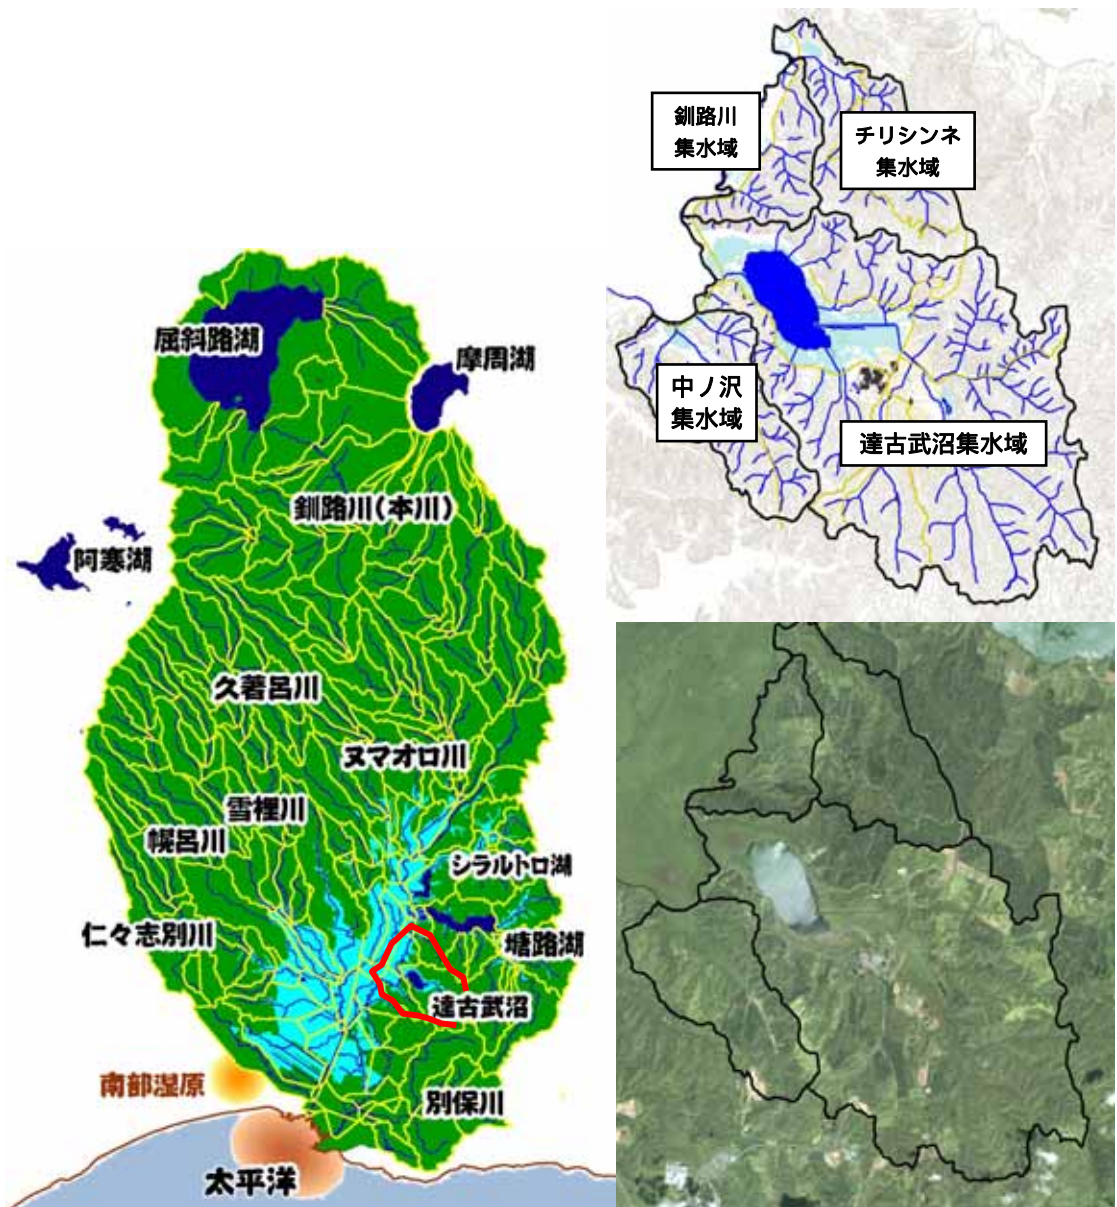 屈斜路湖
摩周湖
釧路川(本川)
阿寒湖
久著呂川
ヌマオロ川
雪裡川
幌呂川
シラルトロ湖
仁々志別川
塘路湖
達古武沼
南部湿原
別保川
太平洋
釧路川
集水域
チリシンネ
集水域
中ノ沢
集水域
達古武沼集水域